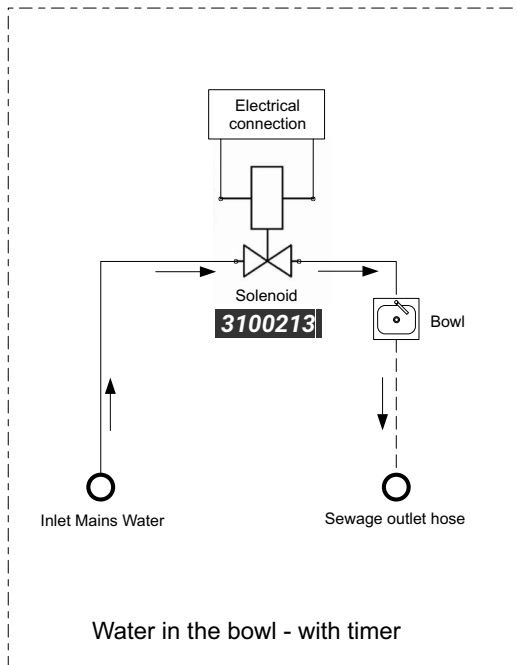 Electrical
connection
Solenoid
3100213
Bowl
Inlet Mains Water
Sewage outlet hose
Water in the bowl - with timer